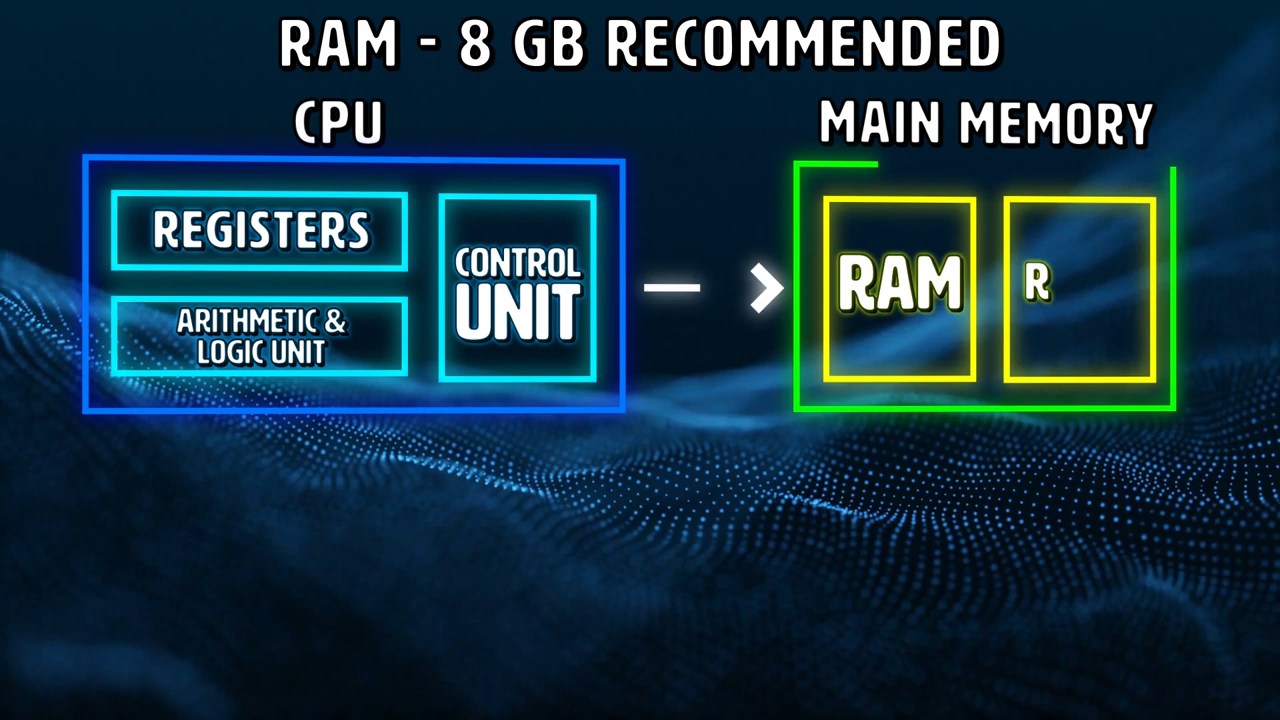 RAM - 8 GB RECOMMENDED
CPU
MAIN MEMORY
REGISTERS
ARITHMETIC &
LOGIC UNIT
CONTROL
UNIT
RAM
R